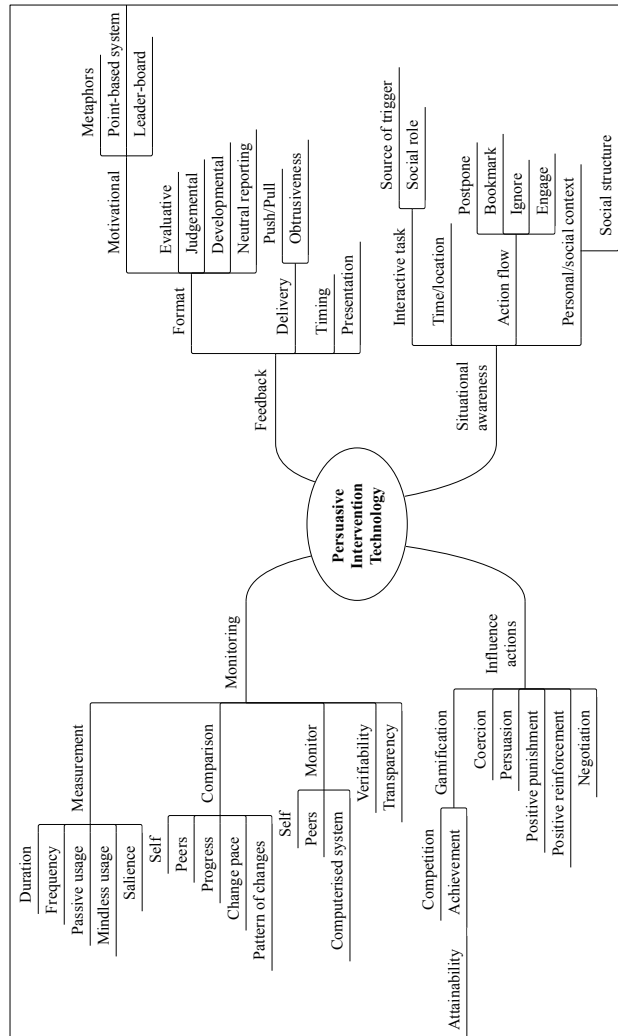 Persuasive
Intervention
Technology
Monitoring
Measurement
Duration
Frequency
Passive usage
Mindless usage
Salience
Comparison
Self
Peers
Progress
Change pace
Pattern of changes
Monitor
Self
Peers
Computerised system
Verifiability
Transparency
Feedback
Format
Motivational
Metaphors
Point-based system
Leader-board
Evaluative
Judgemental
Developmental
Neutral reporting
Delivery
Push/Pull
Obtrusiveness
Timing
Presentation
Influence
actions
Gamification
Competition
Achievement
Attainability
Coercion
Persuasion
Positive punishment
Positive reinforcement
Negotiation
Situational
awareness
Interactive task
Source of trigger
Social role
Time/location
Action flow
Postpone
Bookmark
Ignore
Engage
Personal/social context
Social structure